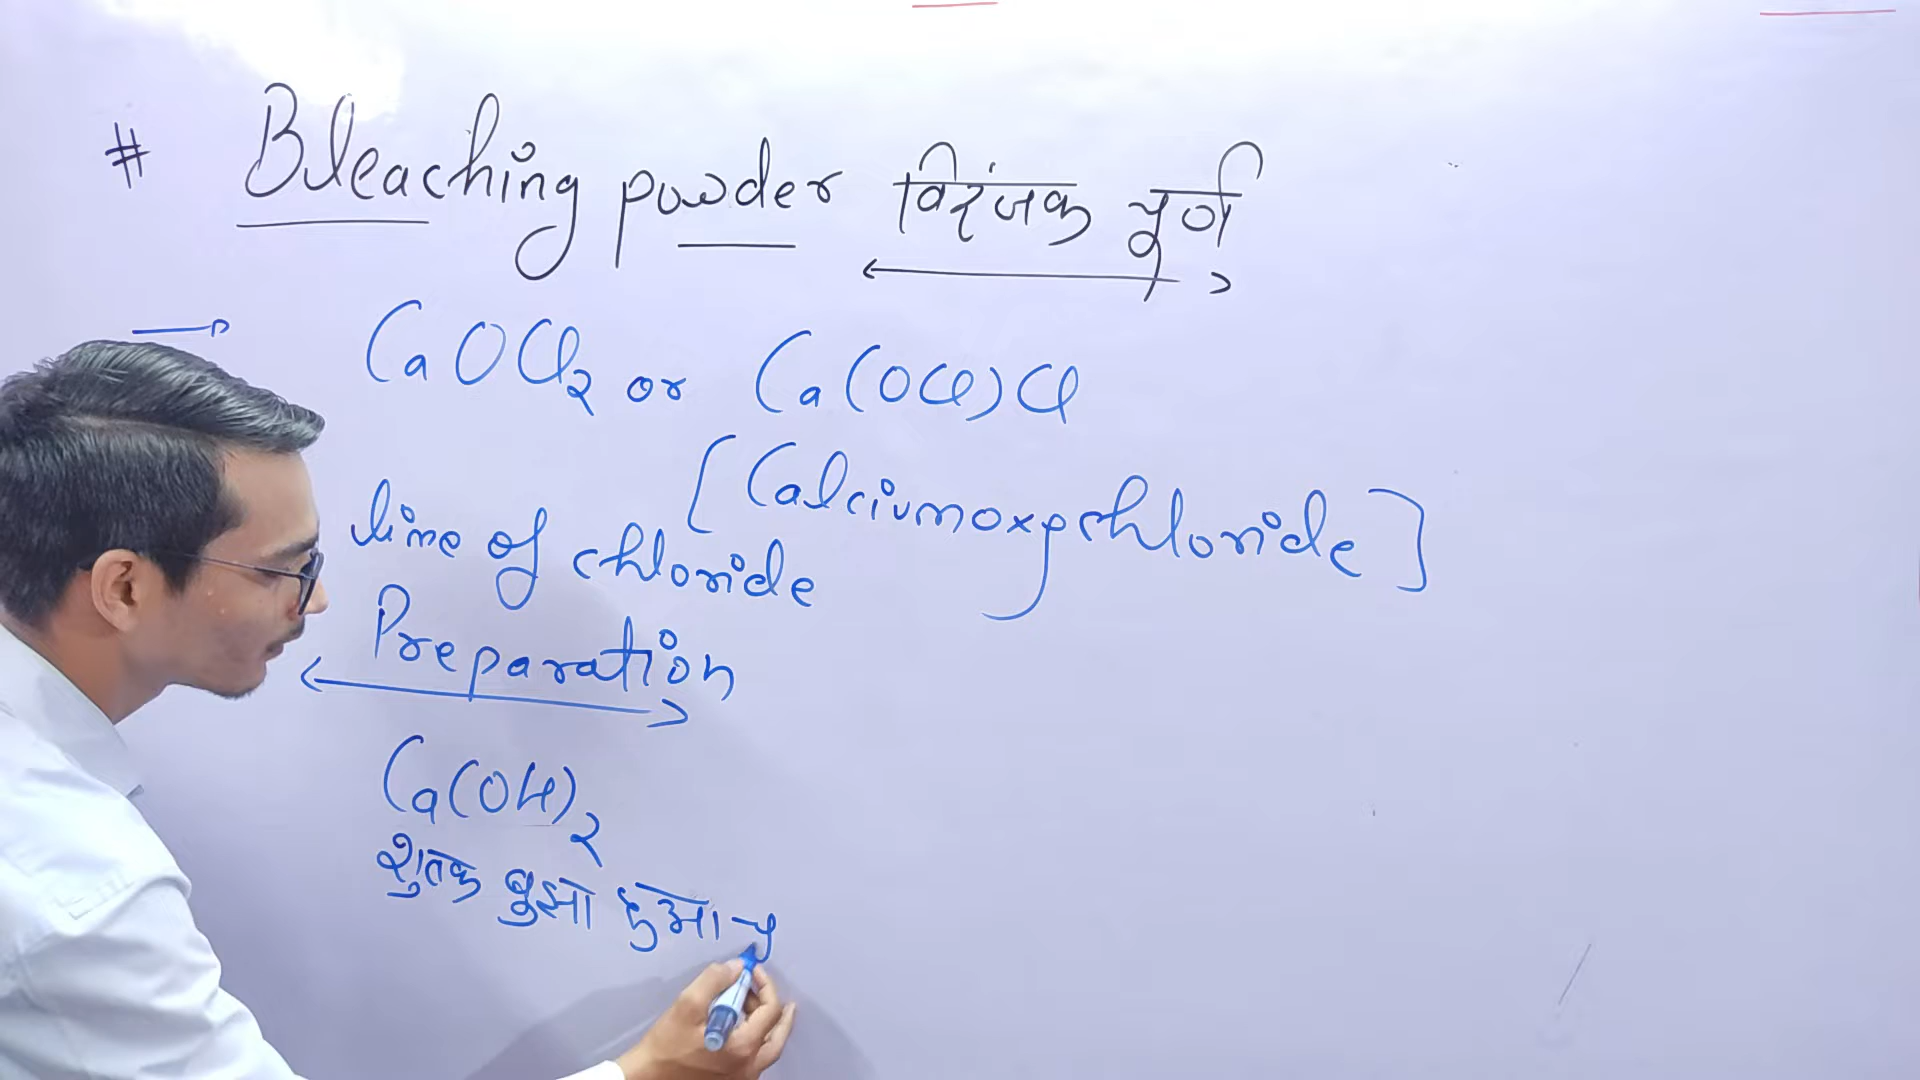 # Bleaching powder विरंजक चूर्ण
→ CaOCl₂ or Ca(OCl)Cl
[Calciumoxychloride]
lime of chloride
Preparation
Ca(OH)₂
शुतक बुझा हुआ चु